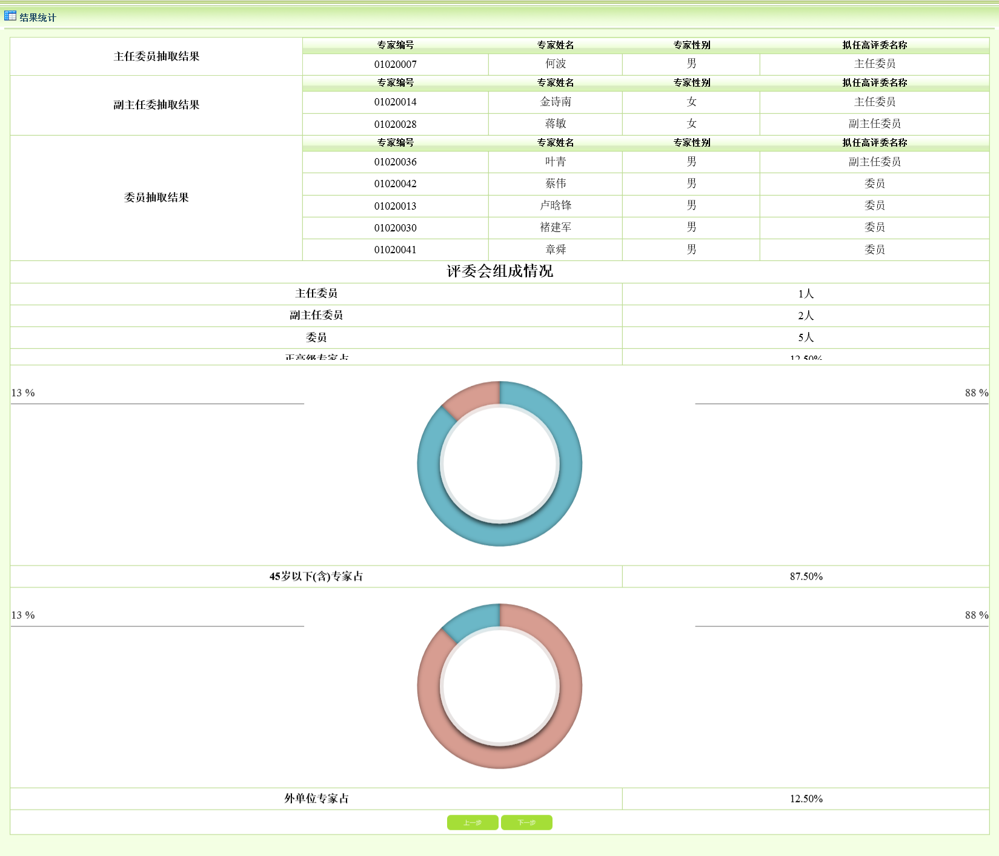 结果统计
主任委员抽取结果
专家编号 专家姓名 专家性别 拟任高评委名称
01020007 何波 男 主任委员
副主任委抽取结果
专家编号 专家姓名 专家性别 拟任高评委名称
01020014 金诗南 女 主任委员
01020028 蒋敏 女 副主任委员
委员抽取结果
专家编号 专家姓名 专家性别 拟任高评委名称
01020036 叶青 男 副主任委员
01020042 蔡伟 男 委员
01020013 卢晗锋 男 委员
01020030 褚建军 男 委员
01020041 章舜 男 委员
评委会组成情况
主任委员 1人
副主任委员 2人
委员 5人
正高级专家占 12.50%
13 % 88 %
45岁以下(含)专家占 87.50%
13 % 88 %
外单位专家占 12.50%
上一步 下一步